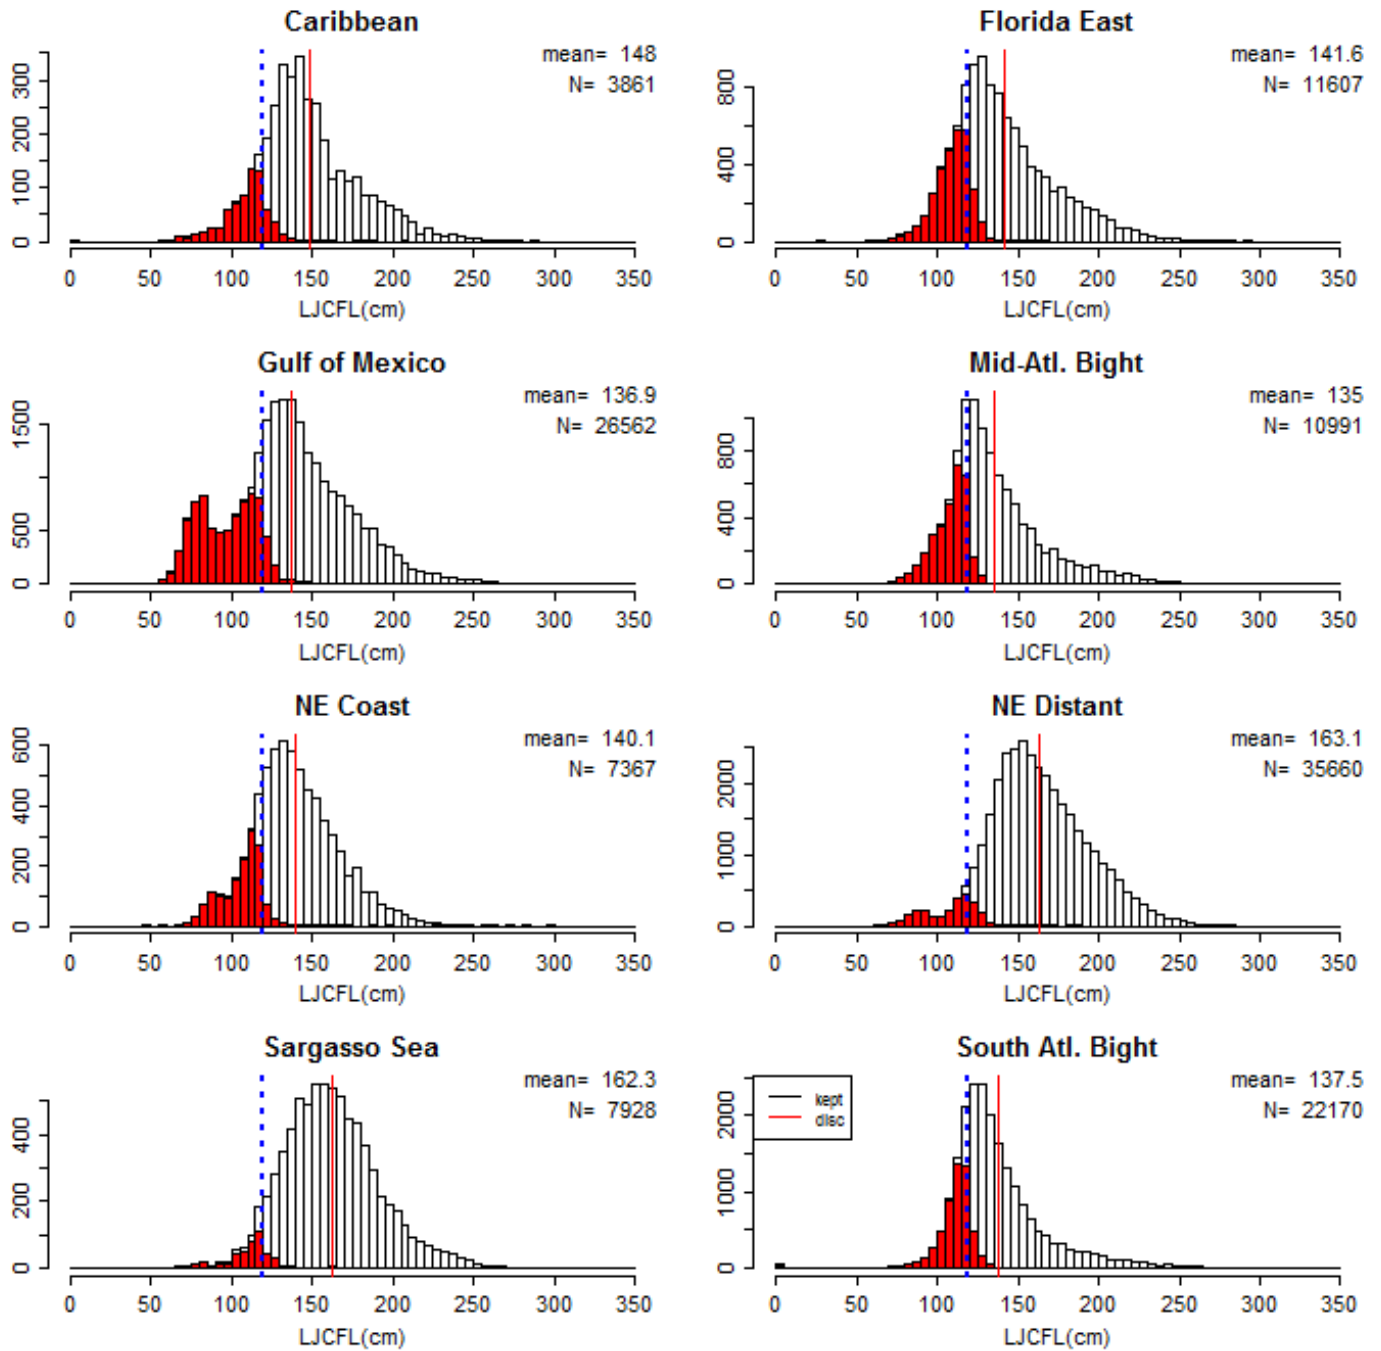 Caribbean
mean= 148
N= 3861
0 100 200 300
0 50 100 150 200 250 300 350
LJCFL(cm)
Florida East
mean= 141.6
N= 11607
0 400 800
0 50 100 150 200 250 300 350
LJCFL(cm)
Gulf of Mexico
mean= 136.9
N= 26562
0 500 1500
0 50 100 150 200 250 300 350
LJCFL(cm)
Mid-Atl. Bight
mean= 135
N= 10991
0 400 800
0 50 100 150 200 250 300 350
LJCFL(cm)
NE Coast
mean= 140.1
N= 7367
0 200 400 600
0 50 100 150 200 250 300 350
LJCFL(cm)
NE Distant
mean= 163.1
N= 35660
0 1000 2000
0 50 100 150 200 250 300 350
LJCFL(cm)
Sargasso Sea
mean= 162.3
N= 7928
0 200 400
0 50 100 150 200 250 300 350
LJCFL(cm)
South Atl. Bight
kept
disc
mean= 137.5
N= 22170
0 1000 2000
0 50 100 150 200 250 300 350
LJCFL(cm)